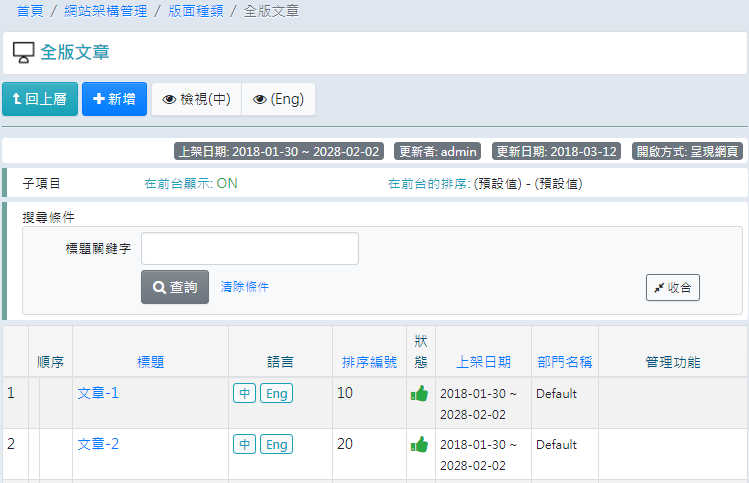 首頁 / 網站架構管理 / 版面種類 / 全版文章
全版文章
回上層 新增 檢視(中) (Eng)
上架日期: 2018-01-30 ~ 2028-02-02 更新者: admin 更新日期: 2018-03-12 開啟方式: 呈現網頁
子項目 在前台顯示: ON 在前台的排序: (預設值) - (預設值)
搜尋條件
標題關鍵字
查詢 清除條件 收合
順序 標題 語言 排序編號 狀態 上架日期 部門名稱 管理功能
1 文章-1 中 Eng 10 2018-01-30 ~ Default
2028-02-02
2 文章-2 中 Eng 20 2018-01-30 ~ Default
2028-02-02